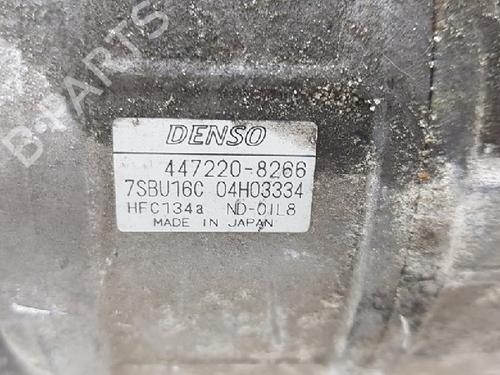 B-PARTS
DENSO
447220-8266
7SBU16C 04H03334
HFC134a ND-OIL8
MADE IN JAPAN